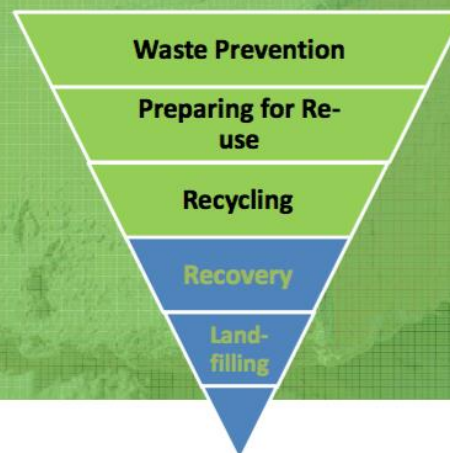 Waste Prevention
Preparing for Re-
use
Recycling
Recovery
Land-
filling